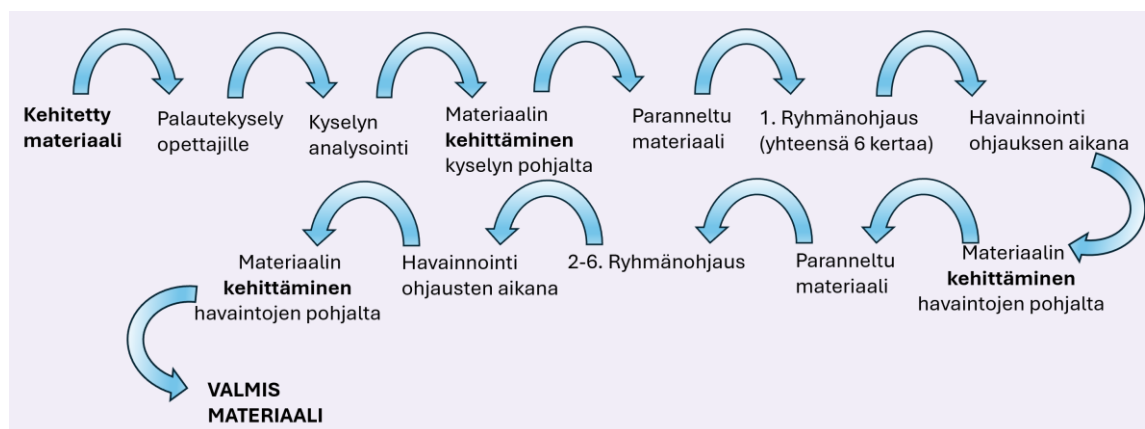 Kehitetty
materiaali
Palautekysely
opettajille
Kyselyn
analysointi
Materiaalin
kehittäminen
kyselyn pohjalta
Paranneltu
materiaali
1. Ryhmänohjaus
(yhteensä 6 kertaa)
Havainnointi
ohjauksen aikana
Materiaalin
kehittäminen
havaintojen pohjalta
Paranneltu
materiaali
2-6. Ryhmänohjaus
Havainnointi
ohjausten aikana
Materiaalin
kehittäminen
havaintojen pohjalta
VALMIS
MATERIAALI